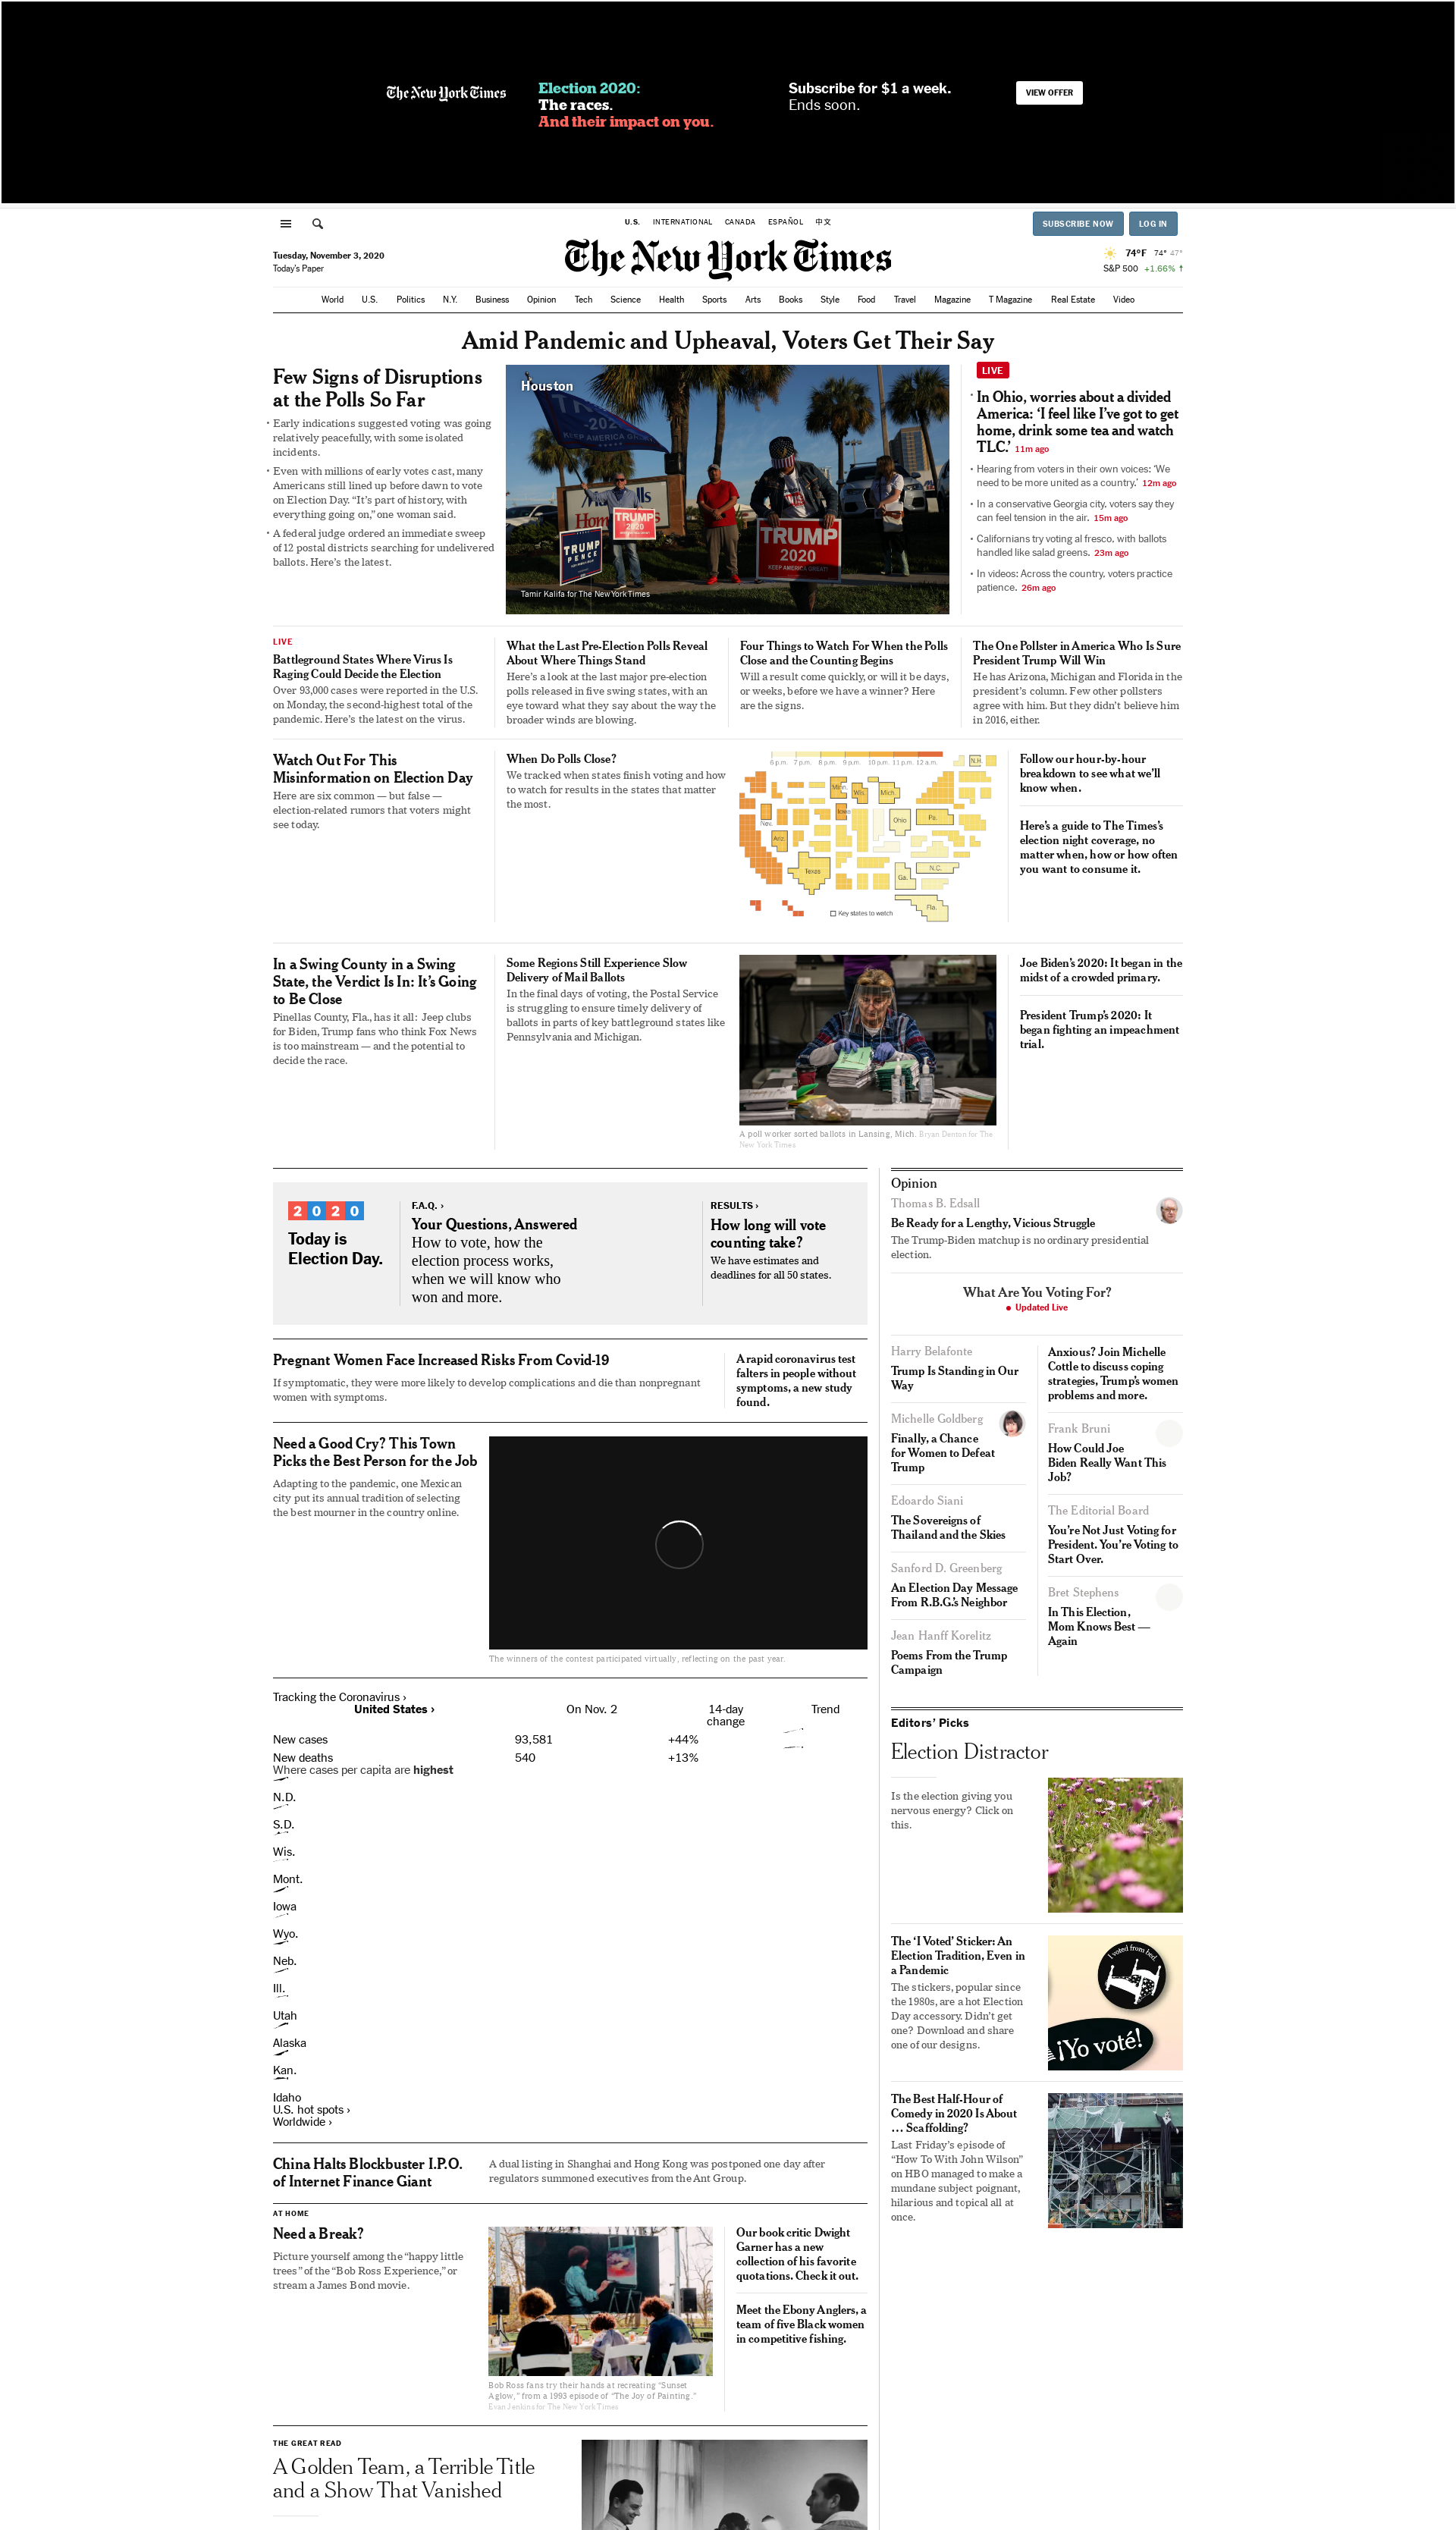 The New York Times
Election 2020:
The races.
And their impact on you.
Subscribe for $1 a week.
Ends soon.
VIEW OFFER
U.S. INTERNATIONAL CANADA ESPAÑOL 中文
SUBSCRIBE NOW LOG IN
Tuesday, November 3, 2020
Today's Paper
The New York Times
74°F 74° 47°
S&P 500 +1.66% ↑
World U.S. Politics N.Y. Business Opinion Tech Science Health Sports Arts Books Style Food Travel Magazine T Magazine Real Estate Video
Amid Pandemic and Upheaval, Voters Get Their Say
Few Signs of Disruptions
at the Polls So Far
• Early indications suggested voting was going
relatively peacefully, with some isolated
incidents.
• Even with millions of early votes cast, many
Americans still lined up before dawn to vote
on Election Day. “It’s part of history, with
everything going on,” one woman said.
• A federal judge ordered an immediate sweep
of 12 postal districts searching for undelivered
ballots. Here’s the latest.
Houston
TRUMP
-2020-
KEEP AMERICA GREAT
TRUMP
PENCE
TRUMP
2020
TRUMP
2020
KEEP AMERICA GREAT!
Tamir Kalifa for The New York Times
LIVE
• In Ohio, worries about a divided
America: ‘I feel like I’ve got to get
home, drink some tea and watch
TLC.’ 11m ago
• Hearing from voters in their own voices: ‘We
need to be more united as a country.’ 12m ago
• In a conservative Georgia city, voters say they
can feel tension in the air. 15m ago
• Californians try voting al fresco, with ballots
handled like salad greens. 23m ago
• In videos: Across the country, voters practice
patience. 26m ago
LIVE
Battleground States Where Virus Is
Raging Could Decide the Election
Over 93,000 cases were reported in the U.S.
on Monday, the second-highest total of the
pandemic. Here’s the latest on the virus.
What the Last Pre-Election Polls Reveal
About Where Things Stand
Here’s a look at the last major pre-election
polls released in five swing states, with an
eye toward what they say about the way the
broader winds are blowing.
Four Things to Watch For When the Polls
Close and the Counting Begins
Will a result come quickly, or will it be days,
or weeks, before we have a winner? Here
are the signs.
The One Pollster in America Who Is Sure
President Trump Will Win
He has Arizona, Michigan and Florida in the
president’s column. Few other pollsters
agree with him. But they didn’t believe him
in 2016, either.
Watch Out For This
Misinformation on Election Day
Here are six common — but false —
election-related rumors that voters might
see today.
When Do Polls Close?
We tracked when states finish voting and how
to watch for results in the states that matter
the most.
6 p.m. 7 p.m. 8 p.m. 9 p.m. 10 p.m. 11 p.m. 12 a.m.
N.H.
Minn.
Wis. Mich.
Iowa
Nev. Ohio Pa.
Ariz.
Texas N.C.
Ga.
Fla.
Key states to watch
Follow our hour-by-hour
breakdown to see what we’ll
know when.
Here’s a guide to The Times’s
election night coverage, no
matter when, how or how often
you want to consume it.
In a Swing County in a Swing
State, the Verdict Is In: It’s Going
to Be Close
Pinellas County, Fla., has it all: Jeep clubs
for Biden, Trump fans who think Fox News
is too mainstream — and the potential to
decide the race.
Some Regions Still Experience Slow
Delivery of Mail Ballots
In the final days of voting, the Postal Service
is struggling to ensure timely delivery of
ballots in parts of key battleground states like
Pennsylvania and Michigan.
A poll worker sorted ballots in Lansing, Mich. Bryan Denton for The
New York Times
Joe Biden’s 2020: It began in the
midst of a crowded primary.
President Trump’s 2020: It
began fighting an impeachment
trial.
2020
Today is
Election Day.
F.A.Q. ›
Your Questions, Answered
How to vote, how the
election process works,
when we will know who
won and more.
RESULTS ›
How long will vote
counting take?
We have estimates and
deadlines for all 50 states.
Pregnant Women Face Increased Risks From Covid-19
If symptomatic, they were more likely to develop complications and die than nonpregnant
women with symptoms.
A rapid coronavirus test
falters in people without
symptoms, a new study
found.
Need a Good Cry? This Town
Picks the Best Person for the Job
Adapting to the pandemic, one Mexican
city put its annual tradition of selecting
the best mourner in the country online.
The winners of the contest participated virtually, reflecting on the past year.
Tracking the Coronavirus ›
United States › On Nov. 2 14-day
change Trend
New cases 93,581 +44%
New deaths 540 +13%
Where cases per capita are highest
N.D.
S.D.
Wis.
Mont.
Iowa
Wyo.
Neb.
Ill.
Utah
Alaska
Kan.
Idaho
U.S. hot spots ›
Worldwide ›
China Halts Blockbuster I.P.O.
of Internet Finance Giant
A dual listing in Shanghai and Hong Kong was postponed one day after
regulators summoned executives from the Ant Group.
AT HOME
Need a Break?
Picture yourself among the “happy little
trees” of the “Bob Ross Experience,” or
stream a James Bond movie.
Bob Ross fans try their hands at recreating “Sunset
Aglow,” from a 1993 episode of “The Joy of Painting.”
Evan Jenkins for The New York Times
Our book critic Dwight
Garner has a new
collection of his favorite
quotations. Check it out.
Meet the Ebony Anglers, a
team of five Black women
in competitive fishing.
THE GREAT READ
A Golden Team, a Terrible Title
and a Show That Vanished
Opinion
Thomas B. Edsall
Be Ready for a Lengthy, Vicious Struggle
The Trump-Biden matchup is no ordinary presidential
election.
What Are You Voting For?
● Updated Live
Harry Belafonte
Trump Is Standing in Our
Way
Michelle Goldberg
Finally, a Chance
for Women to Defeat
Trump
Edoardo Siani
The Sovereigns of
Thailand and the Skies
Sanford D. Greenberg
An Election Day Message
From R.B.G.’s Neighbor
Jean Hanff Korelitz
Poems From the Trump
Campaign
Anxious? Join Michelle
Cottle to discuss coping
strategies, Trump’s women
problems and more.
Frank Bruni
How Could Joe
Biden Really Want This
Job?
The Editorial Board
You’re Not Just Voting for
President. You’re Voting to
Start Over.
Bret Stephens
In This Election,
Mom Knows Best —
Again
Editors’ Picks
Election Distractor
Is the election giving you
nervous energy? Click on
this.
The ‘I Voted’ Sticker: An
Election Tradition, Even in
a Pandemic
The stickers, popular since
the 1980s, are a hot Election
Day accessory. Didn’t get
one? Download and share
one of our designs.
I voted from bed.
¡Yo voté!
The Best Half-Hour of
Comedy in 2020 Is About
… Scaffolding?
Last Friday’s episode of
“How To With John Wilson”
on HBO managed to make a
mundane subject poignant,
hilarious and topical all at
once.